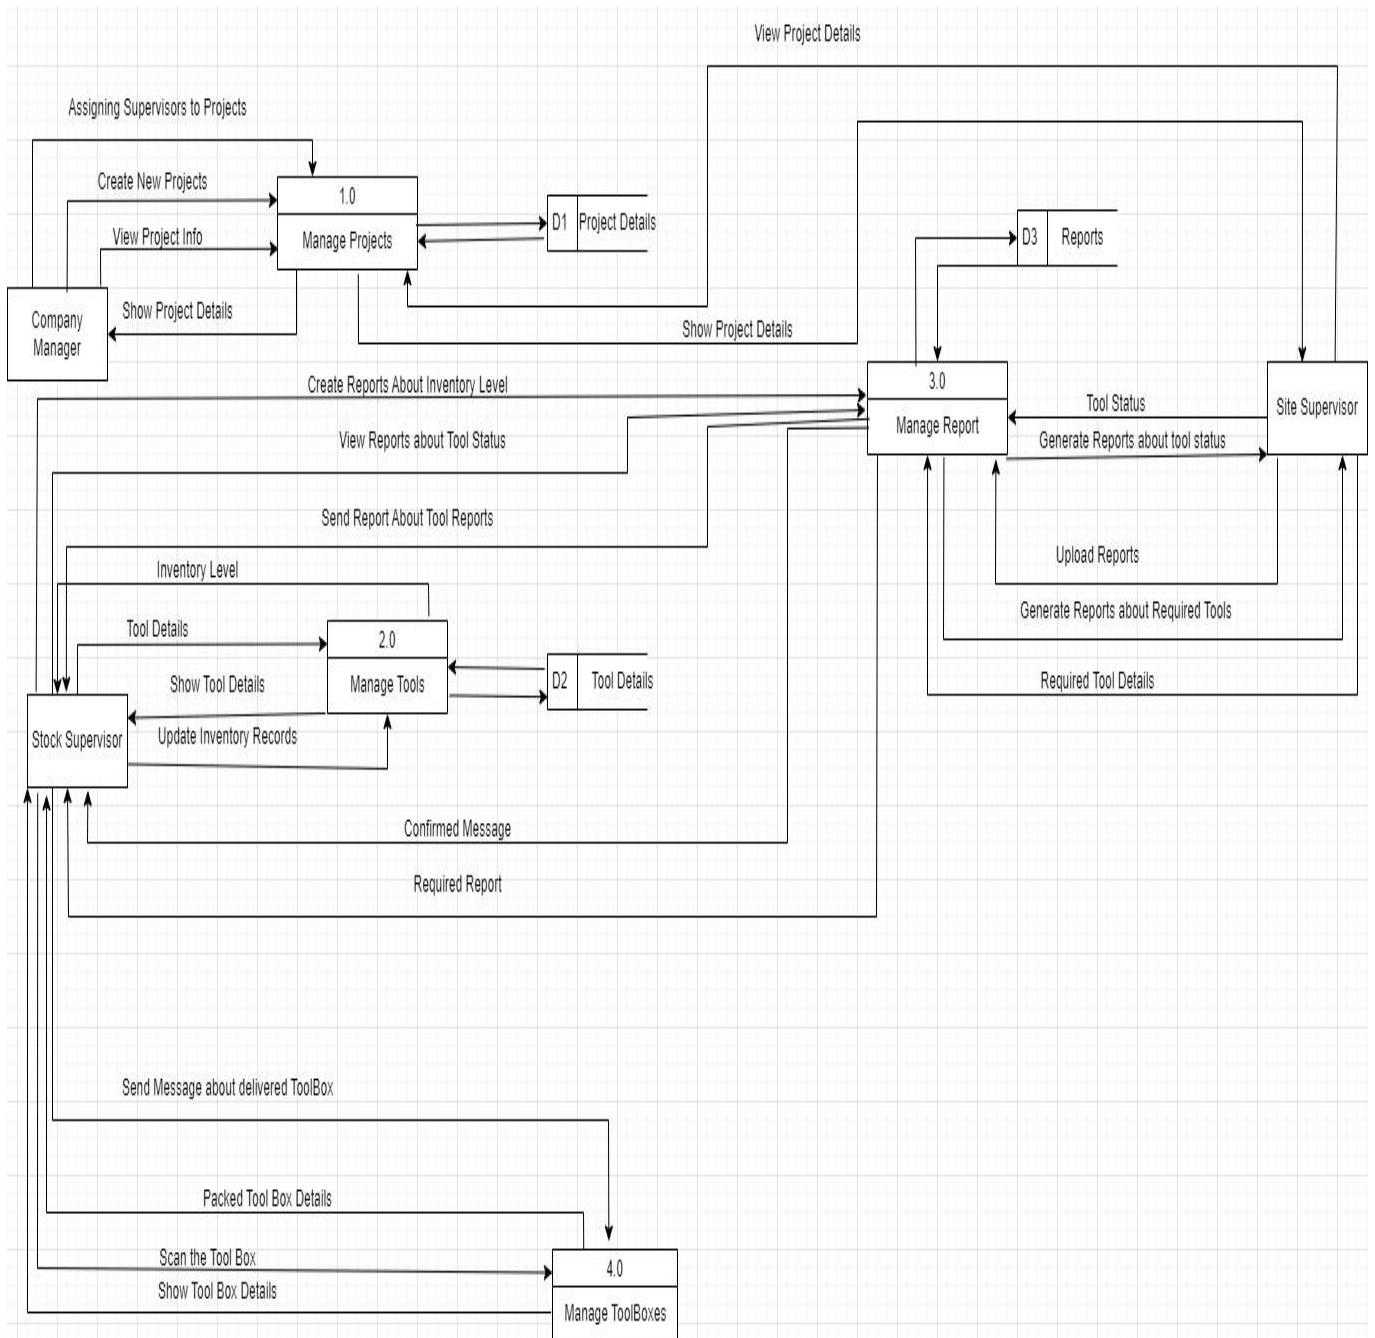 View Project Details
Assigning Supervisors to Projects
Create New Projects
1.0
View Project Info
Manage Projects
D1
Project Details
D3
Reports
Show Project Details
Company
Manager
Show Project Details
Create Reports About Inventory Level
3.0
Manage Report
Tool Status
Site Supervisor
View Reports about Tool Status
Generate Reports about tool status
Send Report About Tool Reports
Upload Reports
Inventory Level
Generate Reports about Required Tools
Tool Details
2.0
Show Tool Details
Manage Tools
D2
Tool Details
Required Tool Details
Stock Supervisor
Update Inventory Records
Confirmed Message
Required Report
Send Message about delivered ToolBox
Packed Tool Box Details
Scan the Tool Box
4.0
Show Tool Box Details
Manage ToolBoxes